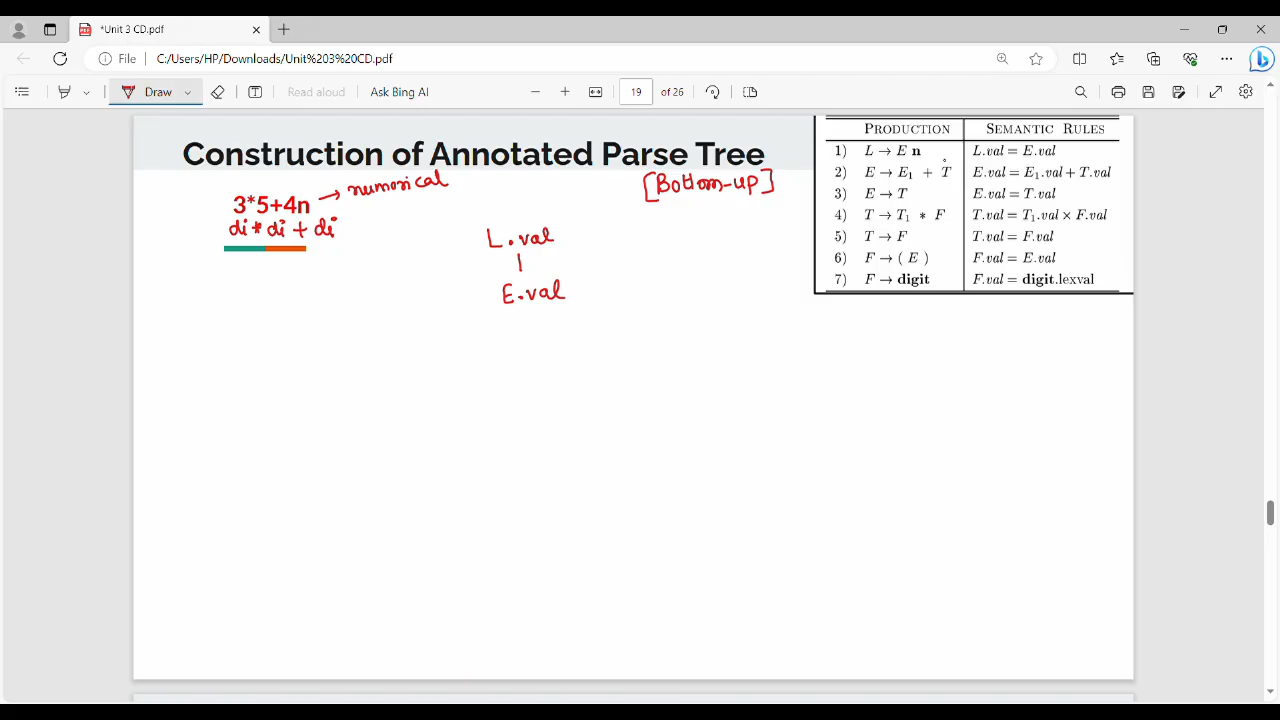 *Unit 3 CD.pdf
File C:/Users/HP/Downloads/Unit%203%20CD.pdf
Draw Read aloud Ask Bing AI 19 of 26
Construction of Annotated Parse Tree
3*5+4n → numerical
di * di + di
[Bottom-up]
L.val
E.val
PRODUCTION SEMANTIC RULES
1) L → E n L.val = E.val
2) E → E₁ + T E.val = E₁.val + T.val
3) E → T E.val = T.val
4) T → T₁ * F T.val = T₁.val × F.val
5) T → F T.val = F.val
6) F → ( E ) F.val = E.val
7) F → digit F.val = digit.lexval